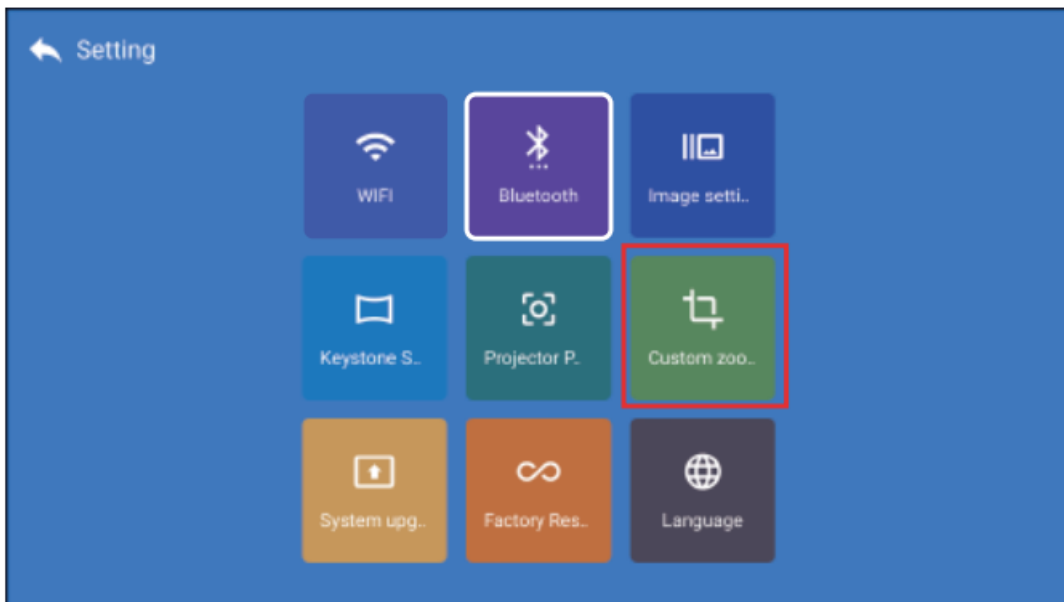 Setting
WIFI
Bluetooth
Image setti..
Keystone S..
Projector P..
Custom zoo..
System upg..
Factory Res..
Language